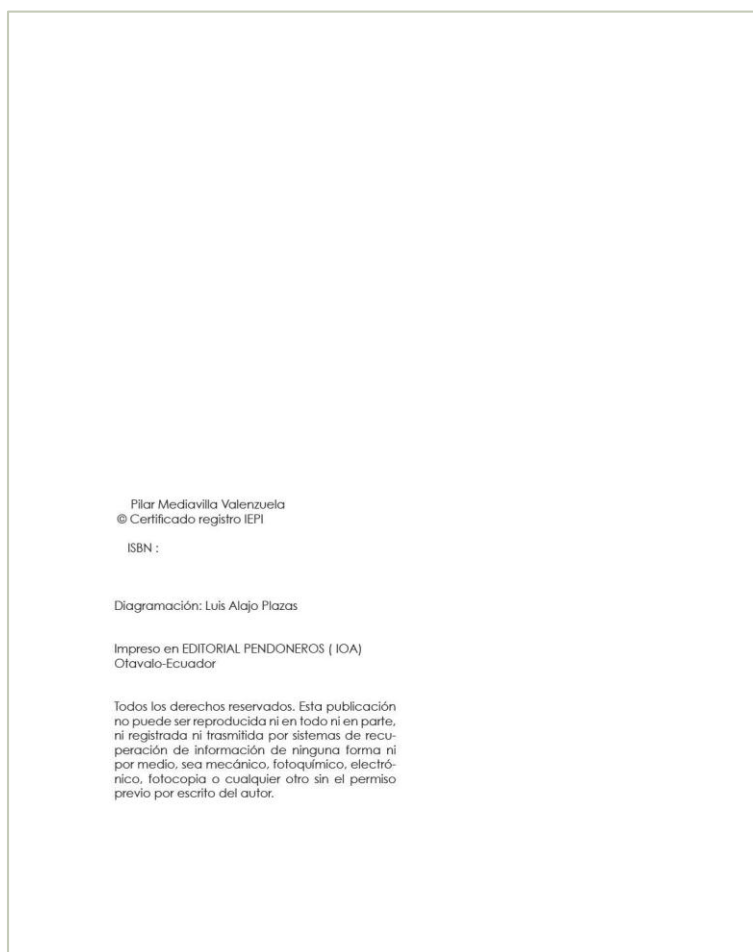 Pilar Mediavilla Valenzuela
© Certificado registro IEPI
ISBN :
Diagramación: Luis Alajo Plazas
Impreso en EDITORIAL PENDONEROS ( IOA)
Otavalo-Ecuador
Todos los derechos reservados. Esta publicación
no puede ser reproducida ni en todo ni en parte,
ni registrada ni trasmitida por sistemas de recu-
peración de información de ninguna forma ni
por medio, sea mecánico, fotoquímico, electró-
nico, fotocopia o cualquier otro sin el permiso
previo por escrito del autor.